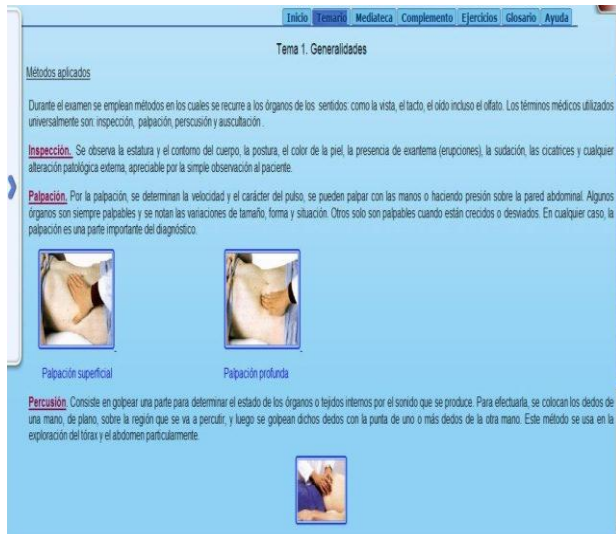 Inicio Temario Mediateca Complemento Ejercicios Glosario Ayuda
Tema 1. Generalidades
Métodos aplicados
Durante el examen se emplean métodos en los cuales se recurre a los órganos de los sentidos: como la vista, el tacto, el oído incluso el olfato. Los términos médicos utilizados
universalmente son: inspección, palpación, perscusión y auscultación .
Inspección. Se observa la estatura y el contorno del cuerpo, la postura, el color de la piel, la presencia de exantema (erupciones), la sudación, las cicatrices y cualquier
alteración patológica externa, apreciable por la simple observación al paciente.
Palpación. Por la palpación, se determinan la velocidad y el carácter del pulso, se pueden palpar con las manos o haciendo presión sobre la pared abdominal. Algunos
órganos son siempre palpables y se notan las variaciones de tamaño, forma y situación. Otros solo son palpables cuando están crecidos o desviados. En cualquier caso, la
palpación es una parte importante del diagnóstico.
Palpación superficial Palpación profunda
Percusión. Consiste en golpear una parte para determinar el estado de los órganos o tejidos internos por el sonido que se produce. Para efectuarla, se colocan los dedos de
una mano, de plano, sobre la región que se va a percutir, y luego se golpean dichos dedos con la punta de uno o más dedos de la otra mano. Este método se usa en la
exploración del tórax y el abdomen particularmente.